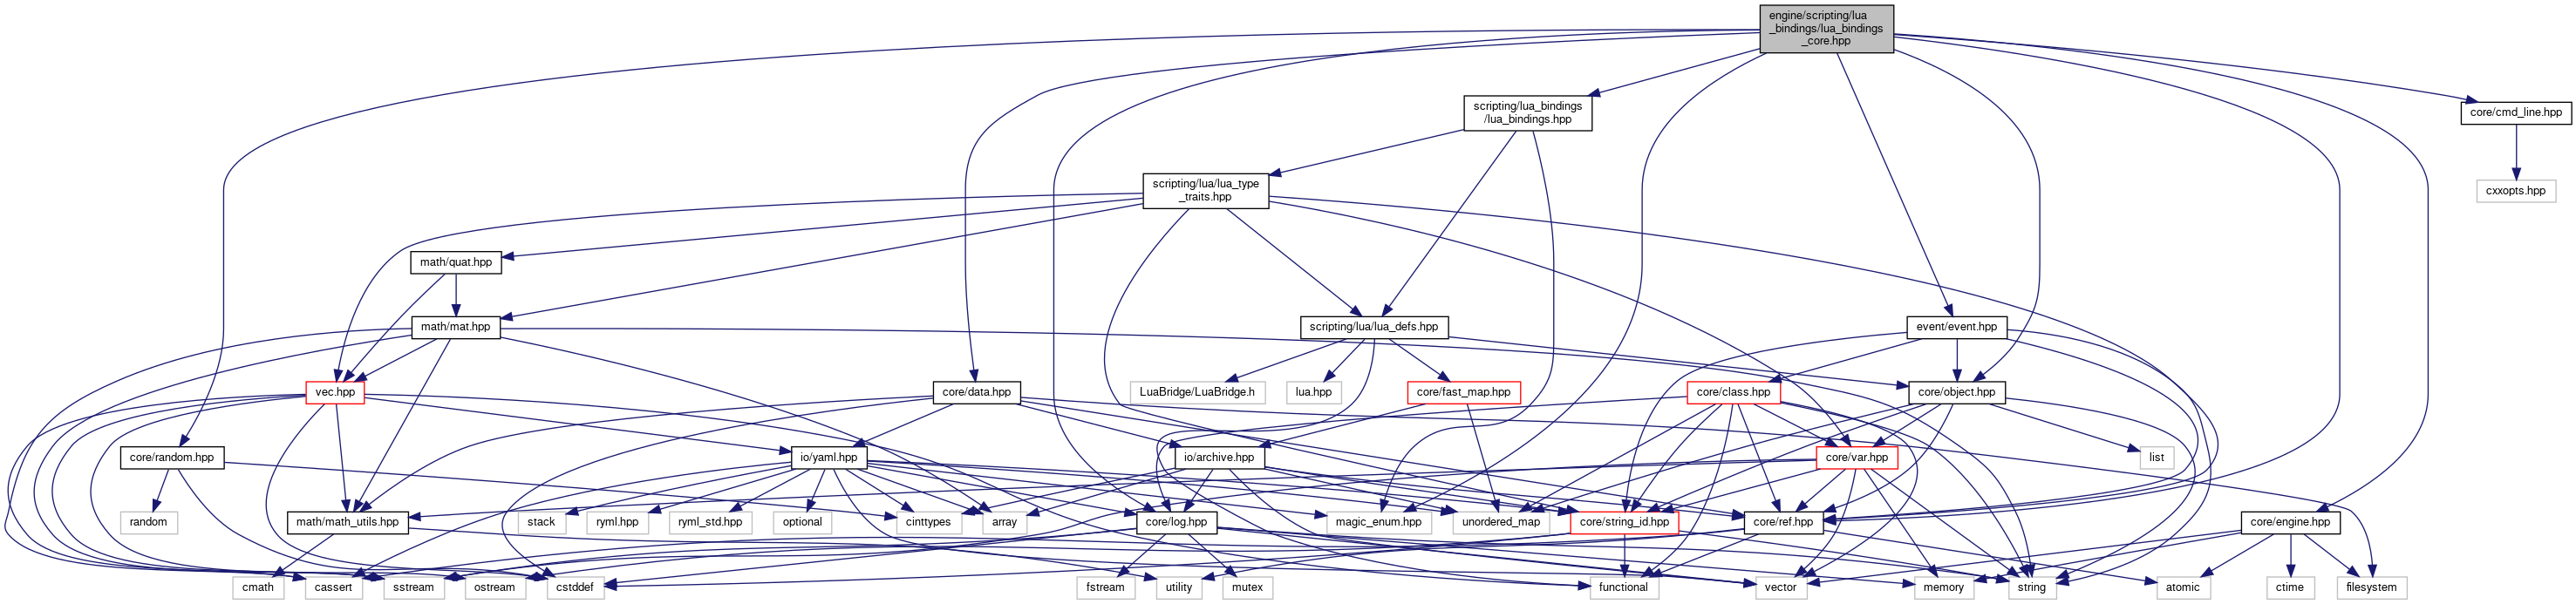 engine/scripting/lua
_bindings/lua_bindings
_core.hpp
scripting/lua_bindings
/lua_bindings.hpp
core/cmd_line.hpp
scripting/lua/lua_type
_traits.hpp
cxxopts.hpp
math/quat.hpp
math/mat.hpp
scripting/lua/lua_defs.hpp
event/event.hpp
vec.hpp
core/data.hpp
LuaBridge/LuaBridge.h
lua.hpp
core/fast_map.hpp
core/class.hpp
core/object.hpp
core/random.hpp
io/yaml.hpp
io/archive.hpp
core/var.hpp
list
random
math/math_utils.hpp
stack
ryml.hpp
ryml_std.hpp
optional
cinttypes
array
core/log.hpp
magic_enum.hpp
unordered_map
core/string_id.hpp
core/ref.hpp
core/engine.hpp
cmath
cassert
sstream
ostream
cstddef
fstream
utility
mutex
functional
vector
memory
string
atomic
ctime
filesystem